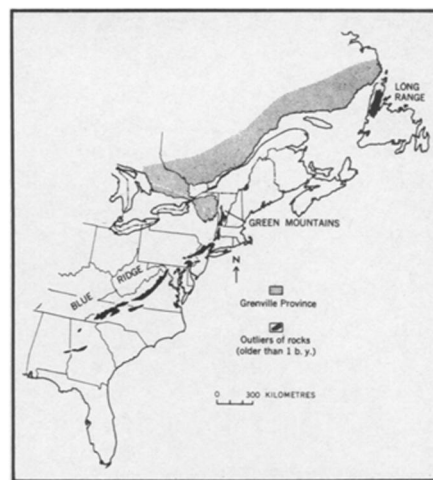 LONG
RANGE
GREEN MOUNTAINS
N
BLUE RIDGE
Grenville Province
Outliers of rocks
(older than 1 b. y.)
0 300 KILOMETRES